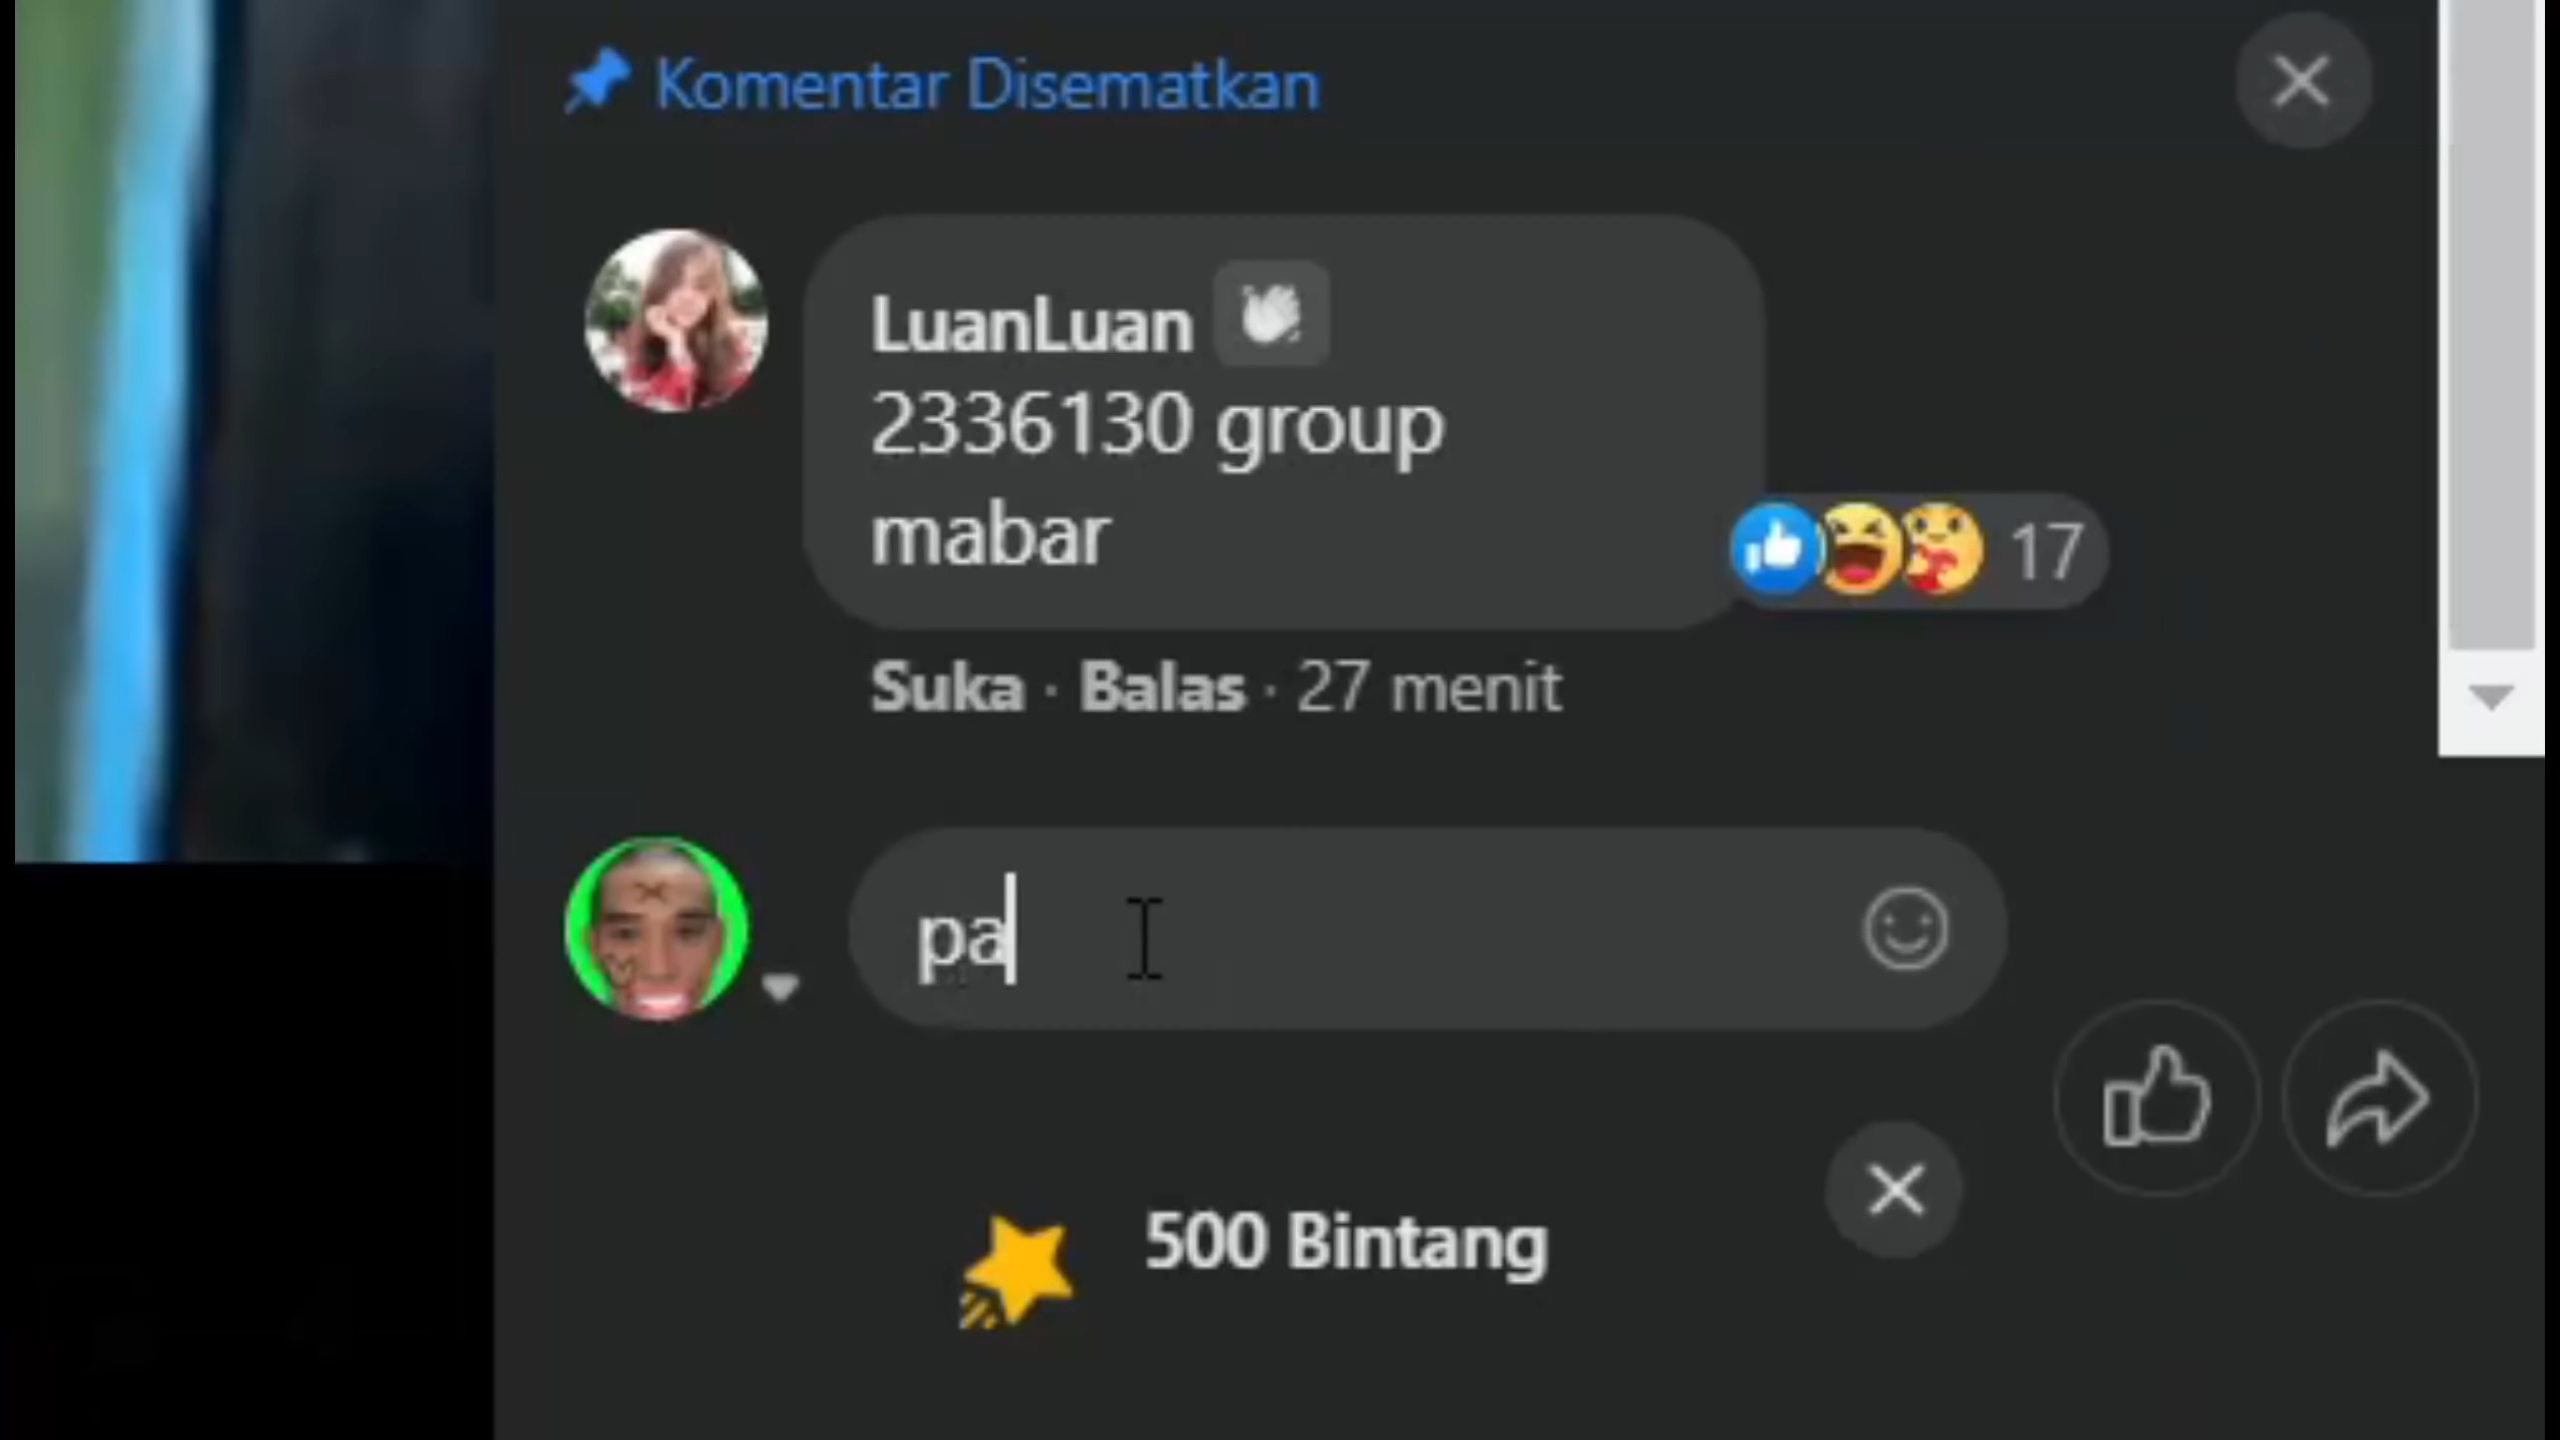 Komentar Disematkan
LuanLuan
2336130 group
mabar
17
Suka · Balas · 27 menit
pa
500 Bintang